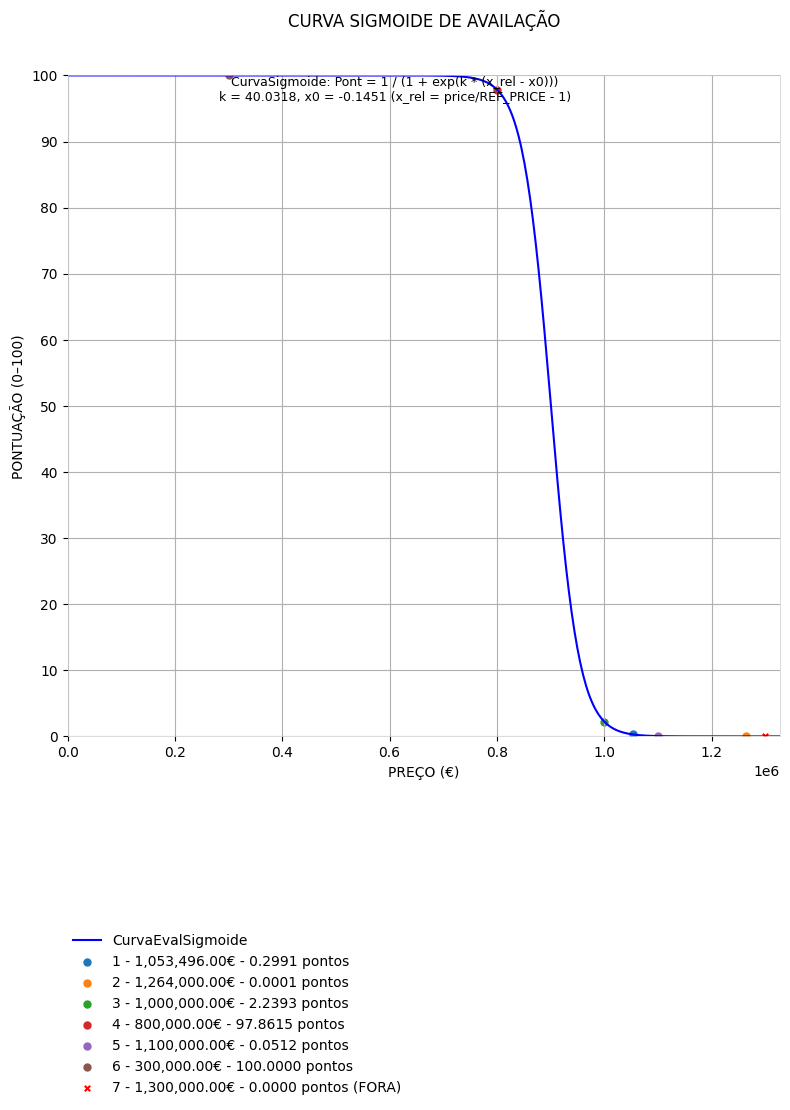 CURVA SIGMOIDE DE AVAILAÇÃO
CurvaSigmoide: Pont = 1 / (1 + exp(k * (x_rel - x0)))
k = 40.0318, x0 = -0.1451 (x_rel = price/REF_PRICE - 1)
100
90
80
70
60
50
40
30
20
10
0
PONTUAÇÃO (0–100)
0.0 0.2 0.4 0.6 0.8 1.0 1.2
1e6
PREÇO (€)
CurvaEvalSigmoide
1 - 1,053,496.00€ - 0.2991 pontos
2 - 1,264,000.00€ - 0.0001 pontos
3 - 1,000,000.00€ - 2.2393 pontos
4 - 800,000.00€ - 97.8615 pontos
5 - 1,100,000.00€ - 0.0512 pontos
6 - 300,000.00€ - 100.0000 pontos
7 - 1,300,000.00€ - 0.0000 pontos (FORA)